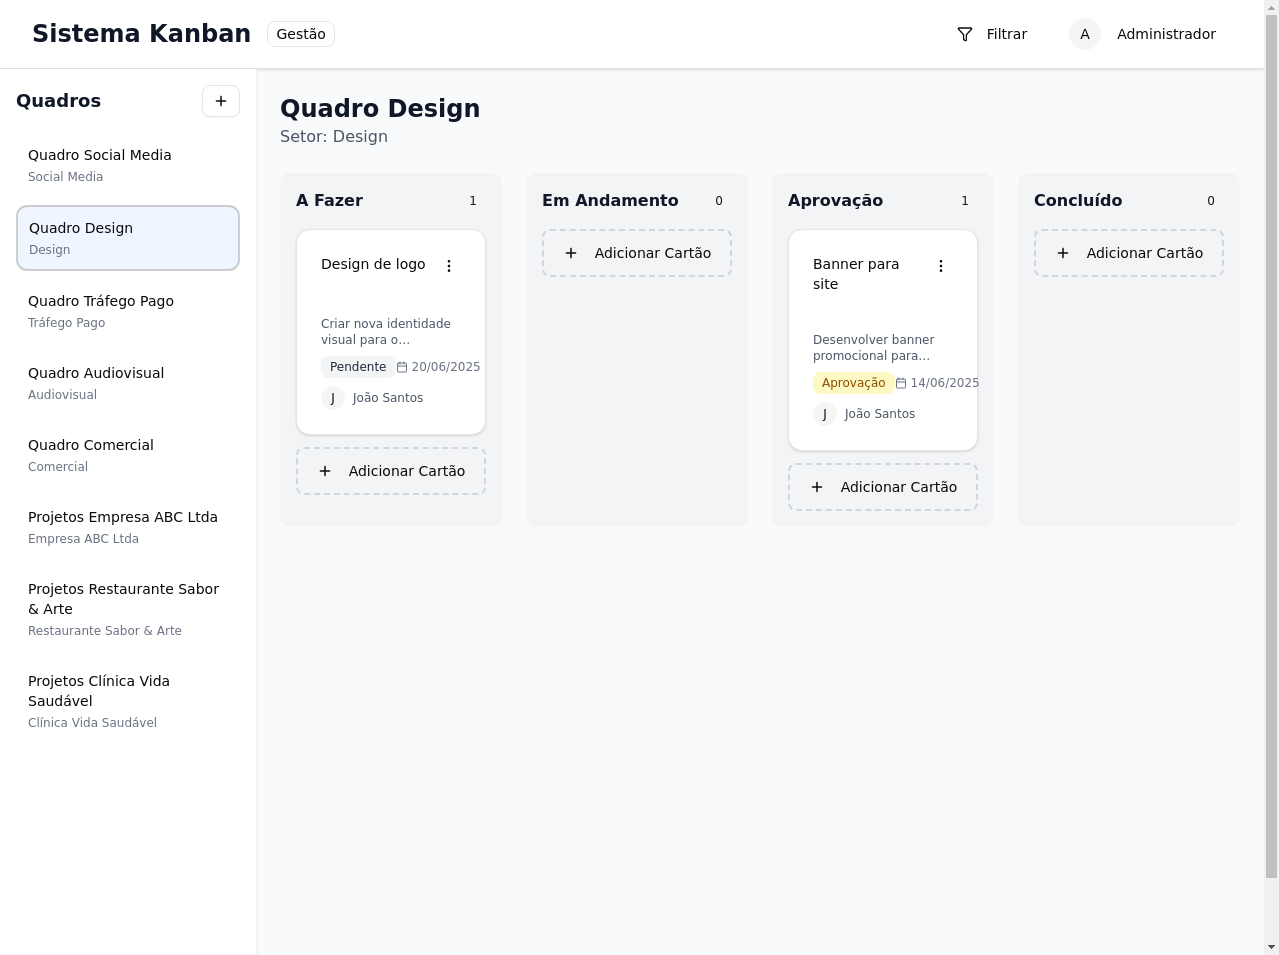 Sistema Kanban
Gestão
Filtrar
A
Administrador
Quadros
Quadro Social Media
Social Media
Quadro Design
Design
Quadro Tráfego Pago
Tráfego Pago
Quadro Audiovisual
Audiovisual
Quadro Comercial
Comercial
Projetos Empresa ABC Ltda
Empresa ABC Ltda
Projetos Restaurante Sabor
& Arte
Restaurante Sabor & Arte
Projetos Clínica Vida
Saudável
Clínica Vida Saudável
Quadro Design
Setor: Design
A Fazer
1
Design de logo
Criar nova identidade
visual para o...
Pendente
20/06/2025
J
João Santos
Adicionar Cartão
Em Andamento
0
Adicionar Cartão
Aprovação
1
Banner para
site
Desenvolver banner
promocional para...
Aprovação
14/06/2025
J
João Santos
Adicionar Cartão
Concluído
0
Adicionar Cartão